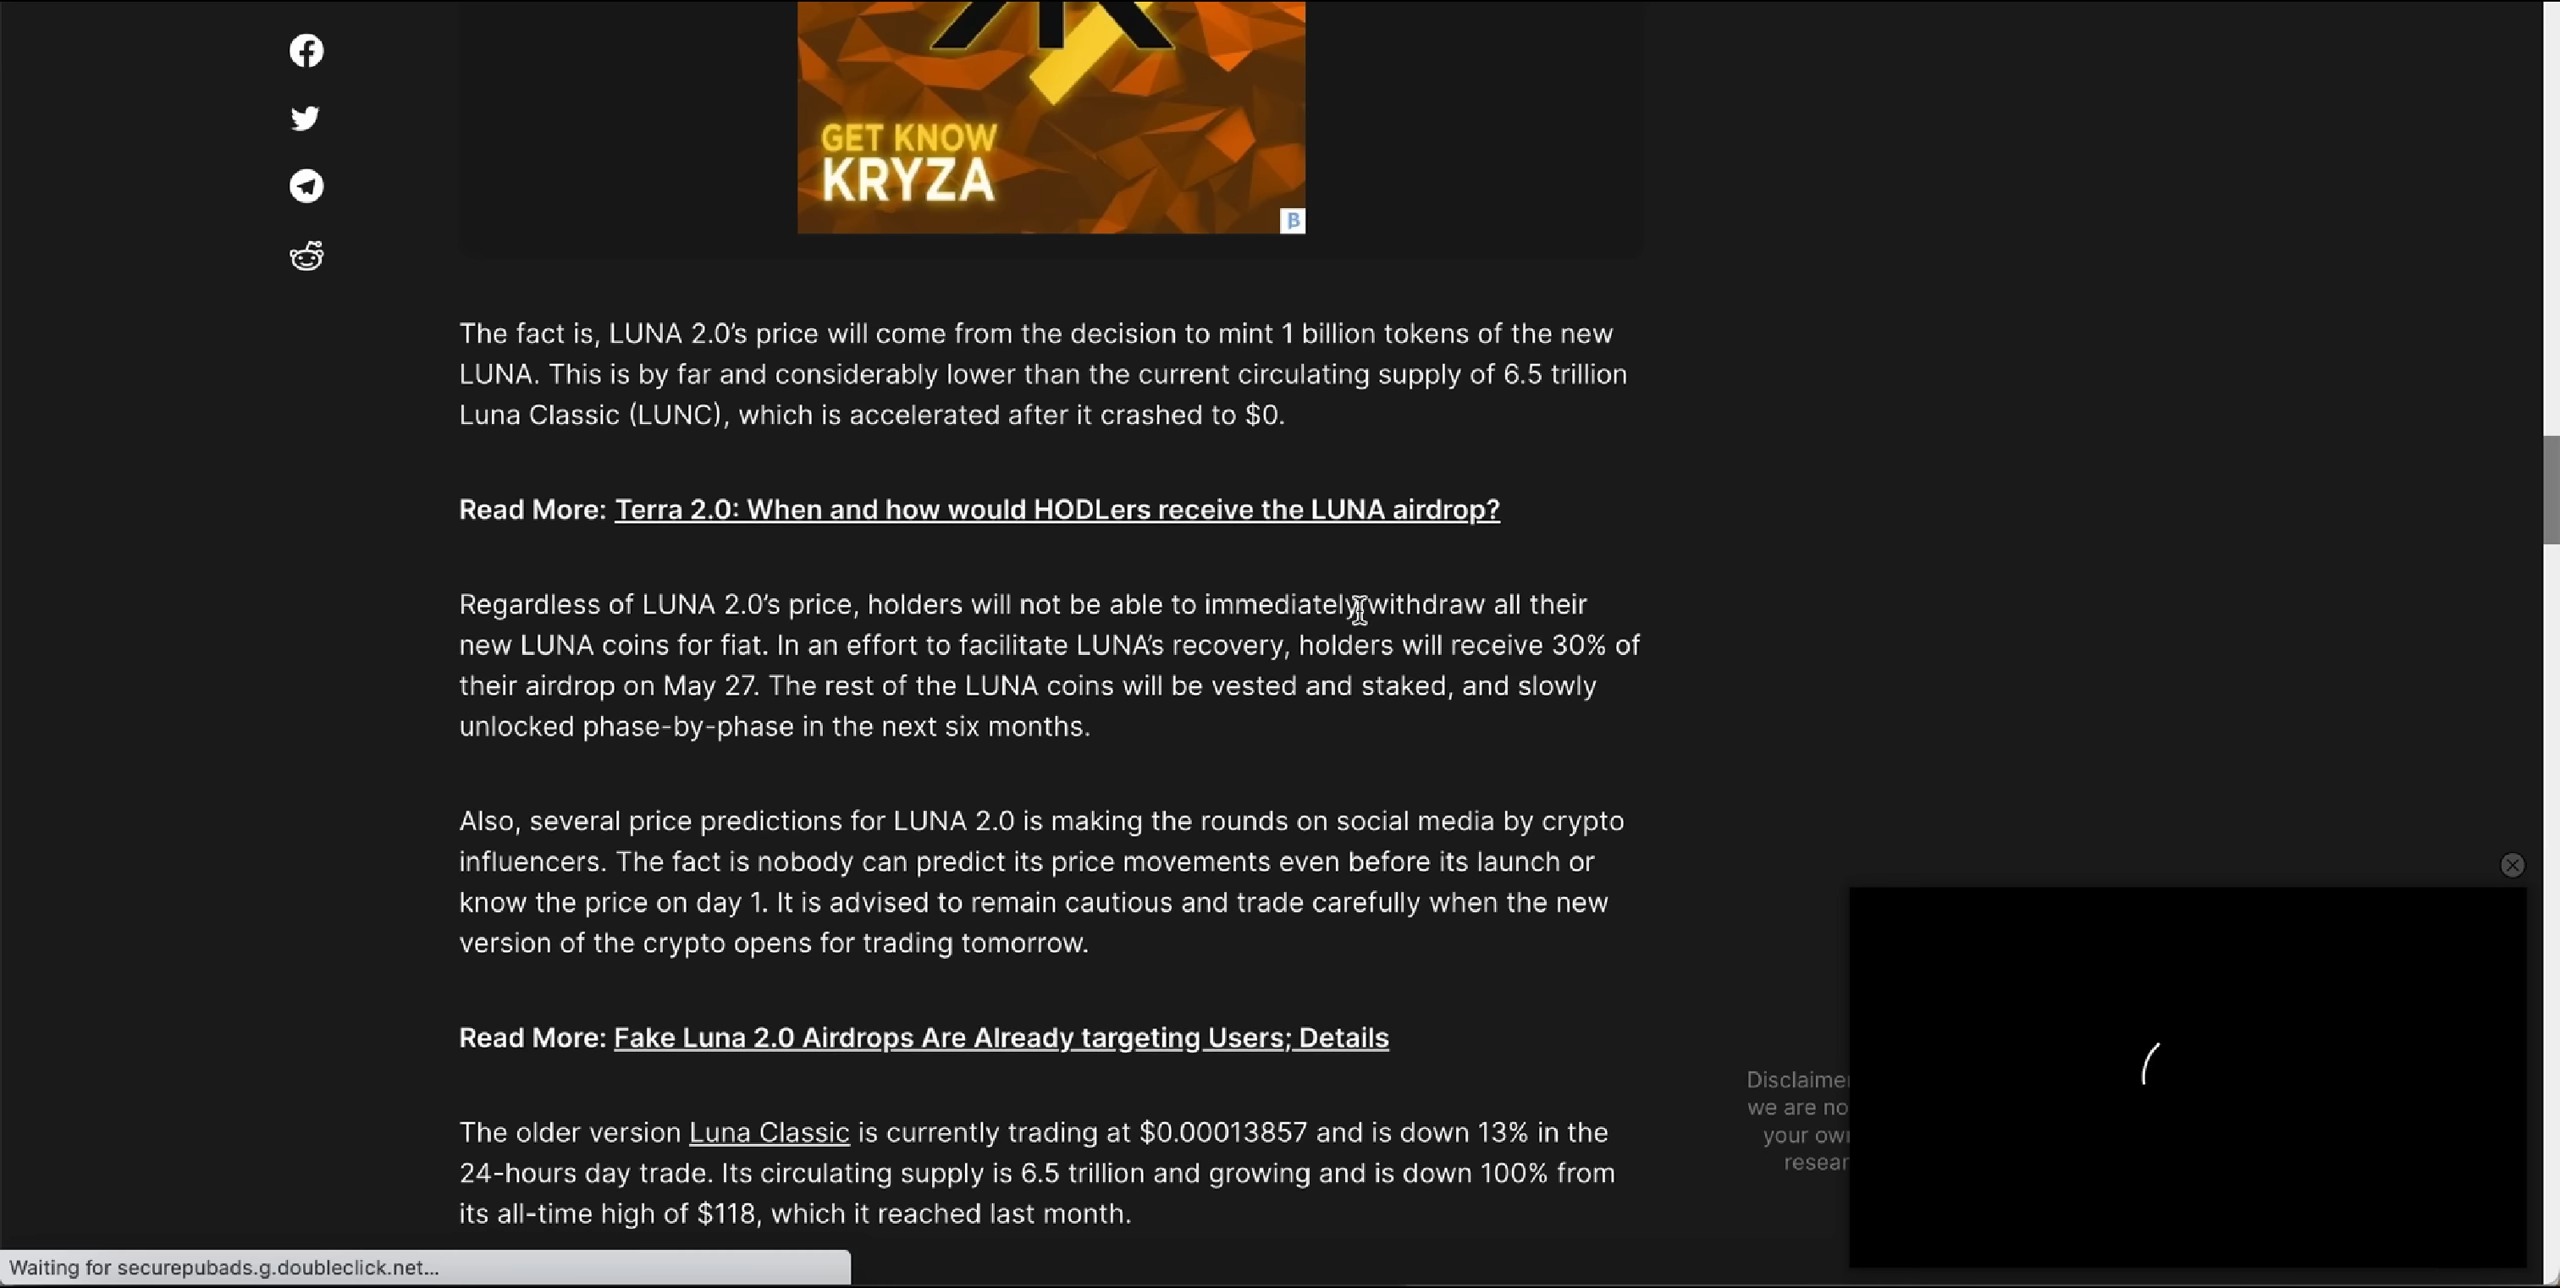 GET KNOW
KRYZA
β
The fact is, LUNA 2.0’s price will come from the decision to mint 1 billion tokens of the new
LUNA. This is by far and considerably lower than the current circulating supply of 6.5 trillion
Luna Classic (LUNC), which is accelerated after it crashed to $0.
Read More: Terra 2.0: When and how would HODLers receive the LUNA airdrop?
Regardless of LUNA 2.0’s price, holders will not be able to immediately withdraw all their
new LUNA coins for fiat. In an effort to facilitate LUNA’s recovery, holders will receive 30% of
their airdrop on May 27. The rest of the LUNA coins will be vested and staked, and slowly
unlocked phase-by-phase in the next six months.
Also, several price predictions for LUNA 2.0 is making the rounds on social media by crypto
influencers. The fact is nobody can predict its price movements even before its launch or
know the price on day 1. It is advised to remain cautious and trade carefully when the new
version of the crypto opens for trading tomorrow.
Read More: Fake Luna 2.0 Airdrops Are Already targeting Users; Details
The older version Luna Classic is currently trading at $0.00013857 and is down 13% in the
24-hours day trade. Its circulating supply is 6.5 trillion and growing and is down 100% from
its all-time high of $118, which it reached last month.
Disclaimer
we are no
your own
resear
Waiting for securepubads.g.doubleclick.net...